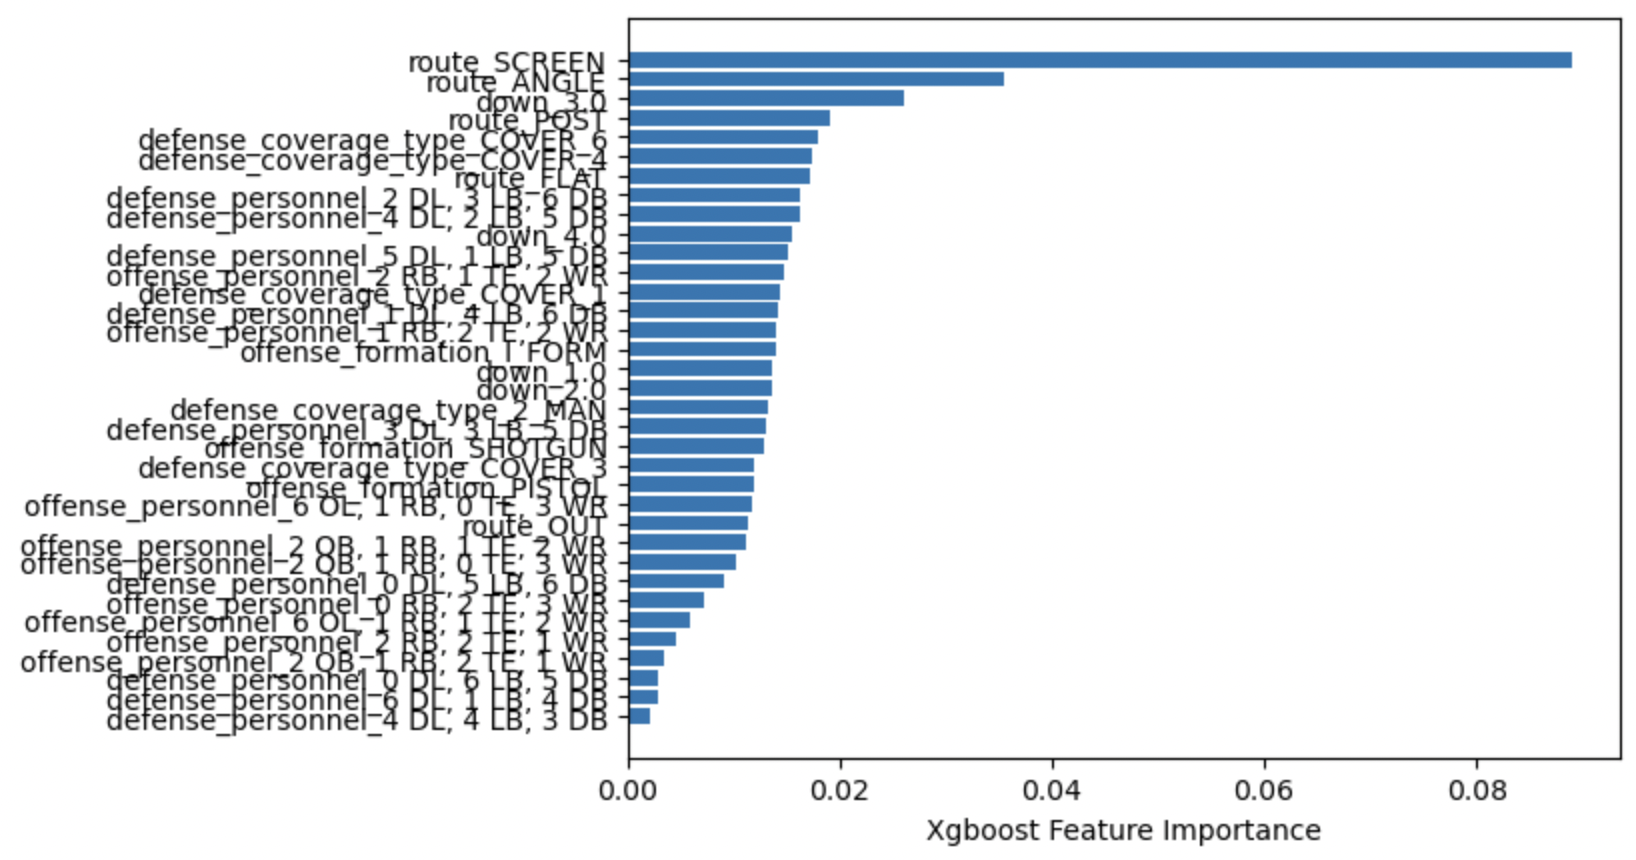 route_SCREEN
route_ANGLE
down_3.0
route_POST
defense_coverage_type_COVER_6
defense_coverage_type_COVER_4
route_FLAT
defense_personnel_2 DL, 3 LB, 6 DB
defense_personnel_4 DL, 2 LB, 5 DB
down_4.0
defense_personnel_5 DL, 1 LB, 5 DB
offense_personnel_2 RB, 1 TE, 2 WR
defense_coverage_type_COVER_1
defense_personnel_1 DL, 4 LB, 6 DB
offense_personnel_1 RB, 2 TE, 2 WR
offense_formation_I_FORM
down_1.0
down_2.0
defense_coverage_type_2_MAN
defense_personnel_3 DL, 3 LB, 5 DB
offense_formation_SHOTGUN
defense_coverage_type_COVER_3
offense_formation_PISTOL
offense_personnel_6 OL, 1 RB, 0 TE, 3 WR
route_OUT
offense_personnel_2 QB, 1 RB, 1 TE, 2 WR
offense_personnel_2 QB, 1 RB, 0 TE, 3 WR
defense_personnel_0 DL, 5 LB, 6 DB
offense_personnel_0 RB, 2 TE, 3 WR
offense_personnel_6 OL, 1 RB, 1 TE, 2 WR
offense_personnel_2 RB, 2 TE, 1 WR
offense_personnel_2 QB, 1 RB, 2 TE, 1 WR
defense_personnel_0 DL, 6 LB, 5 DB
defense_personnel_6 DL, 1 LB, 4 DB
defense_personnel_4 DL, 4 LB, 3 DB
0.00 0.02 0.04 0.06 0.08
Xgboost Feature Importance